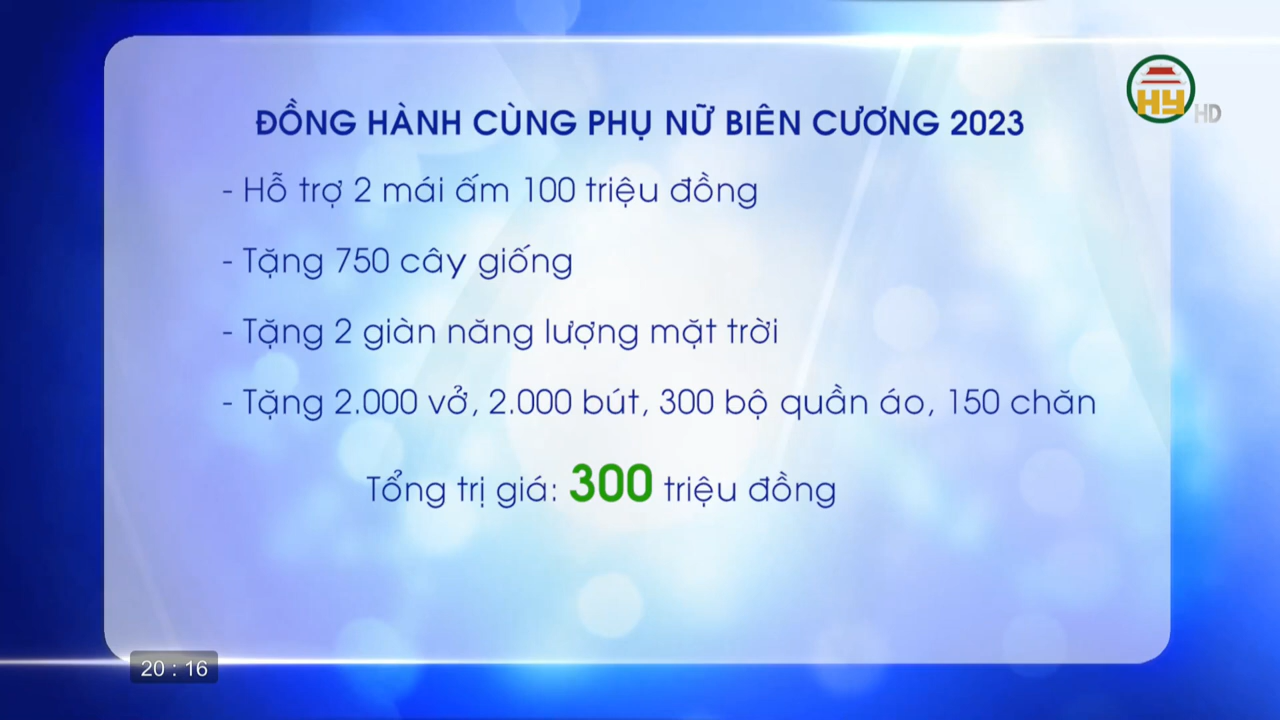 HY HD
ĐỒNG HÀNH CÙNG PHỤ NỮ BIÊN CƯƠNG 2023
- Hỗ trợ 2 mái ấm 100 triệu đồng
- Tặng 750 cây giống
- Tặng 2 giàn năng lượng mặt trời
- Tặng 2.000 vở, 2.000 bút, 300 bộ quần áo, 150 chăn
Tổng trị giá: 300 triệu đồng
20 : 16